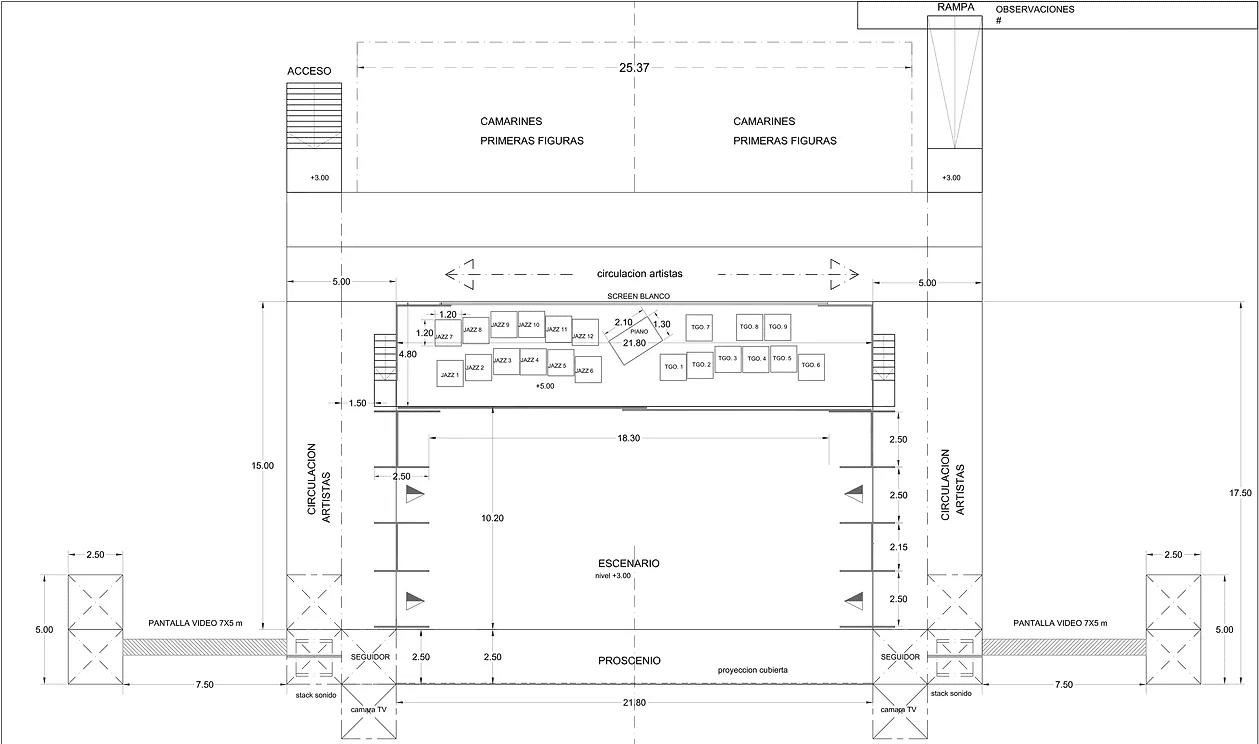 RAMPA
OBSERVACIONES
#
ACCESO
25.37
CAMARINES
PRIMERAS FIGURAS
CAMARINES
PRIMERAS FIGURAS
+3.00
+3.00
circulacion artistas
5.00
5.00
SCREEN BLANCO
1.20
1.20
JAZZ 7
JAZZ 8
JAZZ 9
JAZZ 10
JAZZ 11
JAZZ 12
2.10
1.30
PIANO
21.80
TGO. 7
TGO. 8
TGO. 9
4.80
JAZZ 1
JAZZ 2
JAZZ 3
JAZZ 4
JAZZ 5
JAZZ 6
TGO. 1
TGO. 2
TGO. 3
TGO. 4
TGO. 5
TGO. 6
+5.00
1.50
18.30
2.50
15.00
CIRCULACION
ARTISTAS
2.50
2.50
CIRCULACION
ARTISTAS
17.50
10.20
2.15
ESCENARIO
nivel +3.00
2.50
2.50
2.50
5.00
PANTALLA VIDEO 7X5 m
PANTALLA VIDEO 7X5 m
5.00
SEGUIDOR
2.50
2.50
PROSCENIO
proyeccion cubierta
SEGUIDOR
7.50
7.50
stack sonido
stack sonido
camara TV
21.80
camara TV